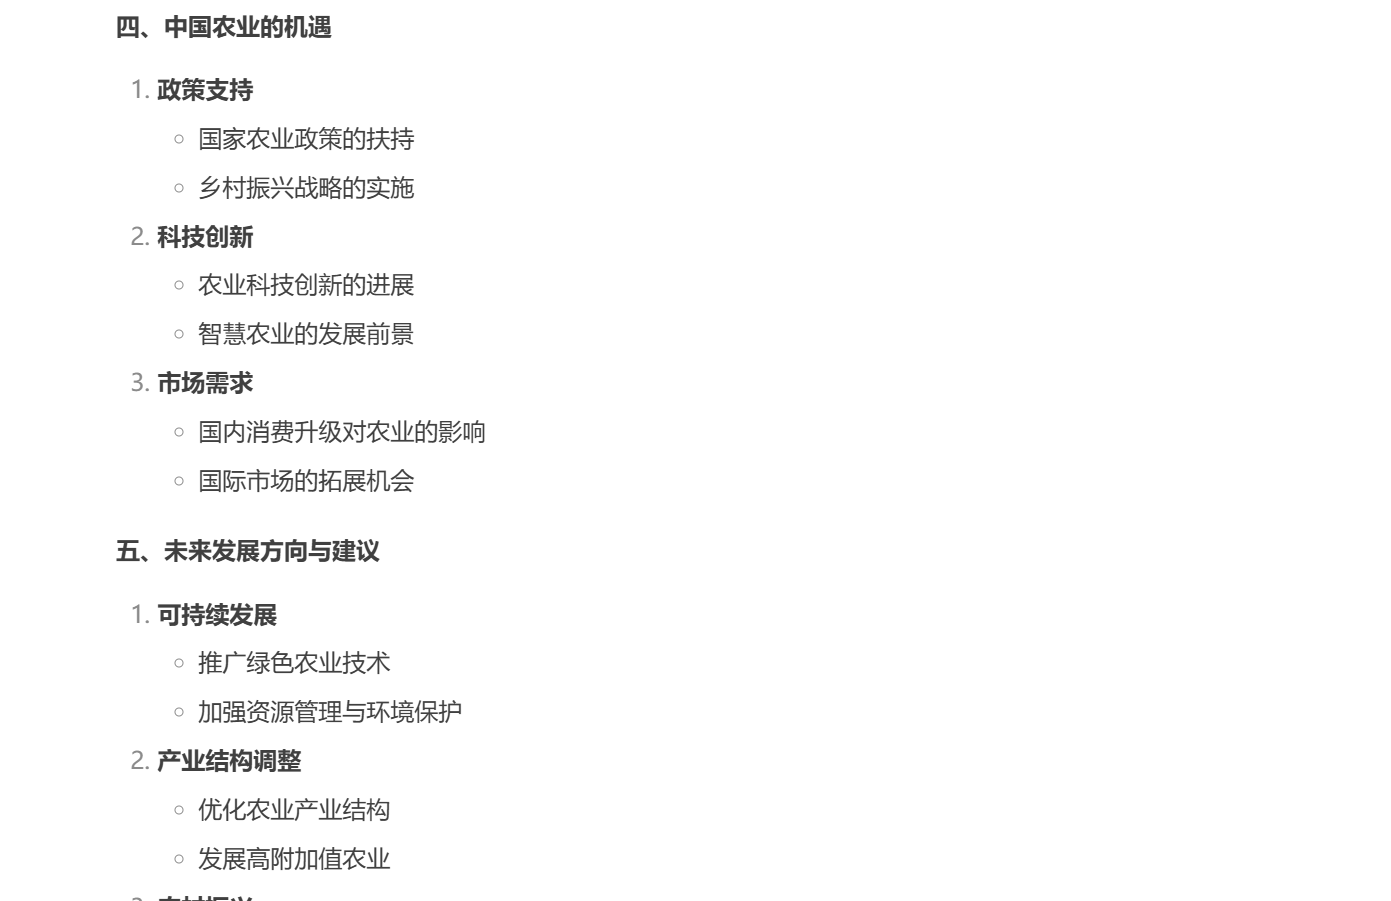 四、中国农业的机遇
1. 政策支持
国家农业政策的扶持
乡村振兴战略的实施
2. 科技创新
农业科技创新的进展
智慧农业的发展前景
3. 市场需求
国内消费升级对农业的影响
国际市场的拓展机会
五、未来发展方向与建议
1. 可持续发展
推广绿色农业技术
加强资源管理与环境保护
2. 产业结构调整
优化农业产业结构
发展高附加值农业